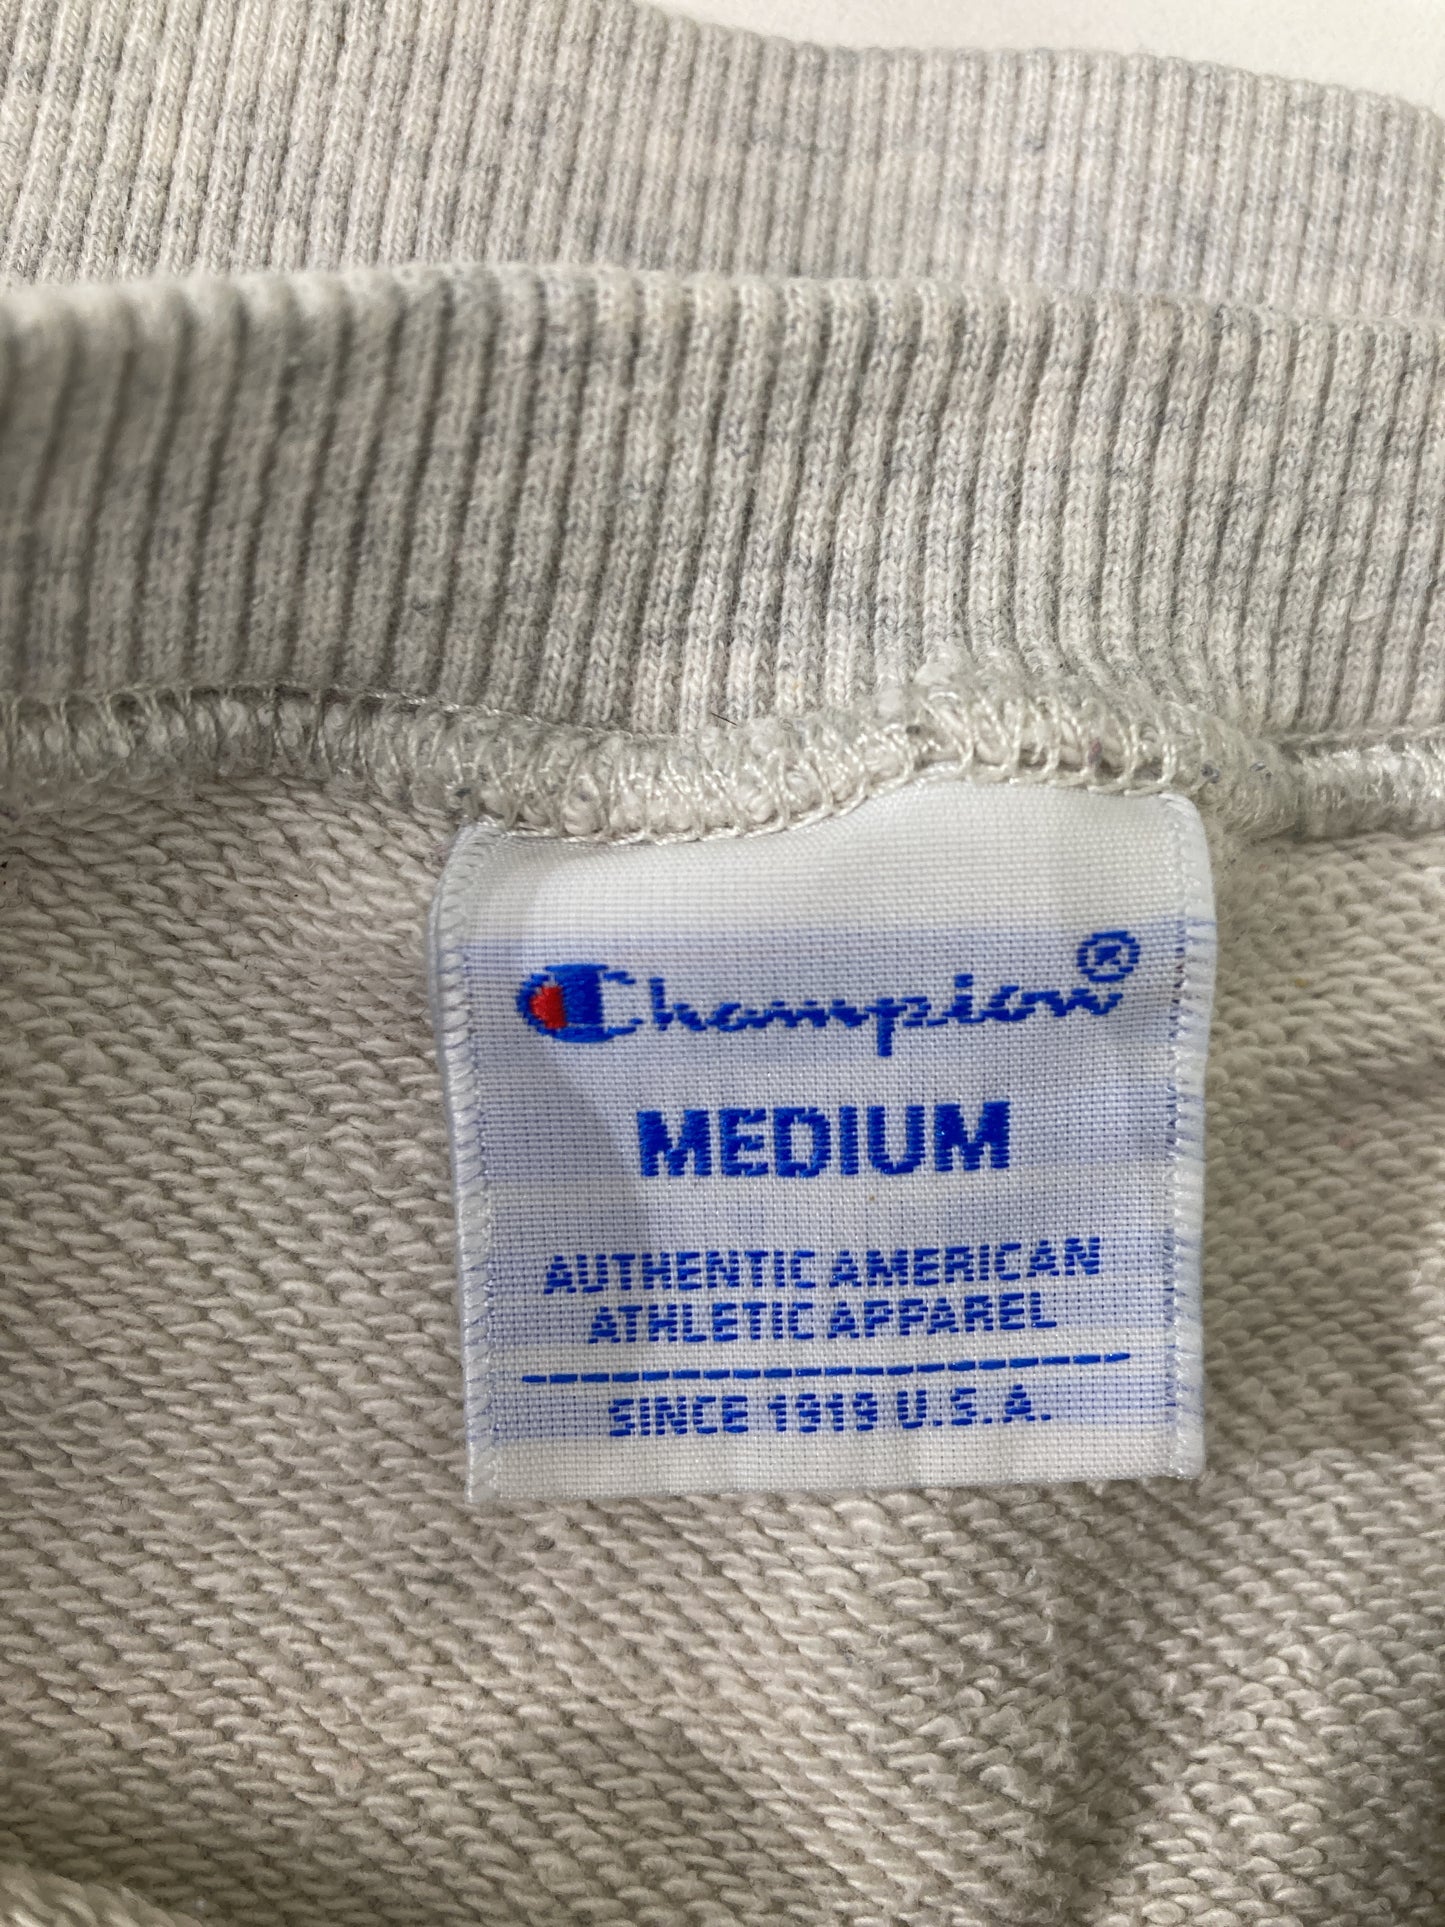 Champion®
MEDIUM
AUTHENTIC AMERICAN
ATHLETIC APPAREL
SINCE 1919 U.S.A.